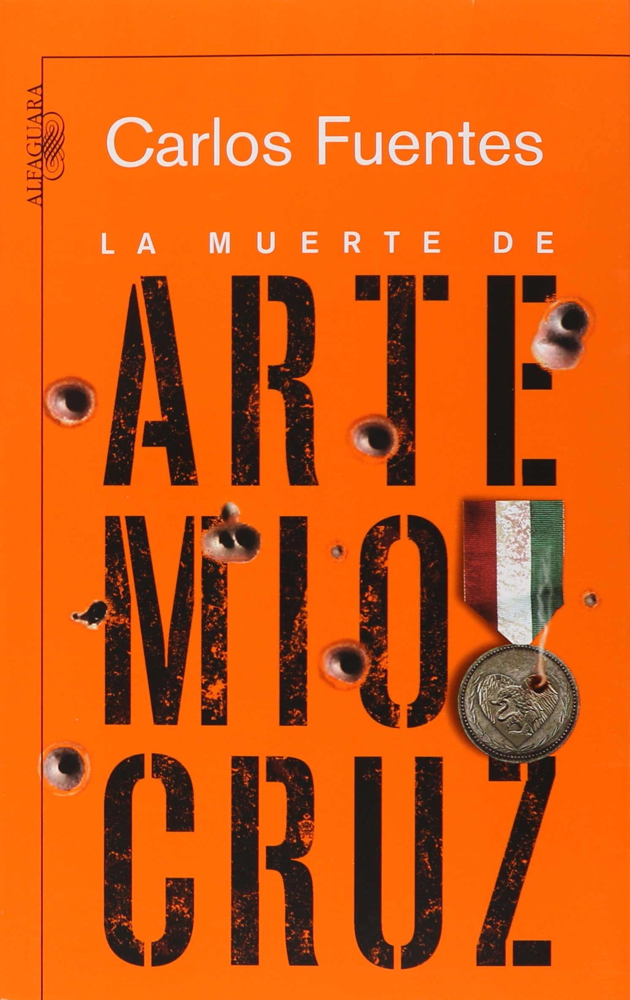 ALFAGUARA
Carlos Fuentes
LA MUERTE DE
ARTE
MIO
CRUZ